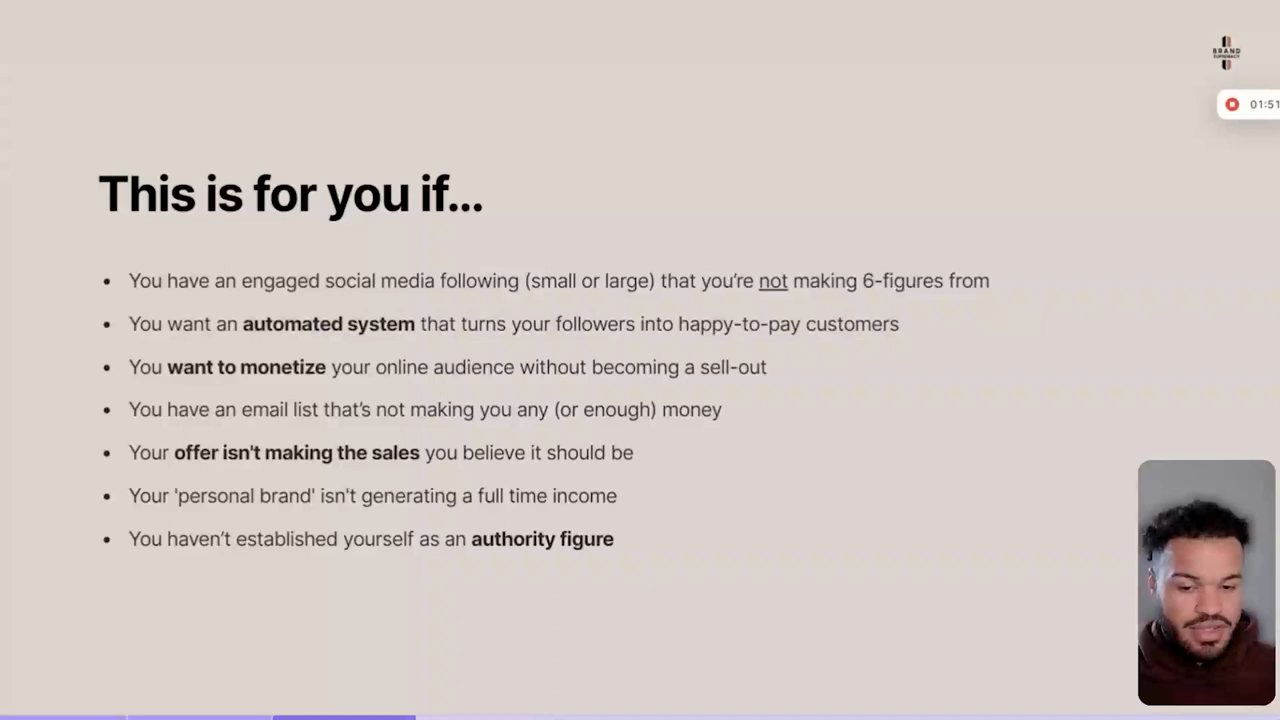 BRAND
SUPREMACY
01:51
This is for you if...
• You have an engaged social media following (small or large) that you’re not making 6-figures from
• You want an automated system that turns your followers into happy-to-pay customers
• You want to monetize your online audience without becoming a sell-out
• You have an email list that’s not making you any (or enough) money
• Your offer isn't making the sales you believe it should be
• Your 'personal brand' isn't generating a full time income
• You haven’t established yourself as an authority figure